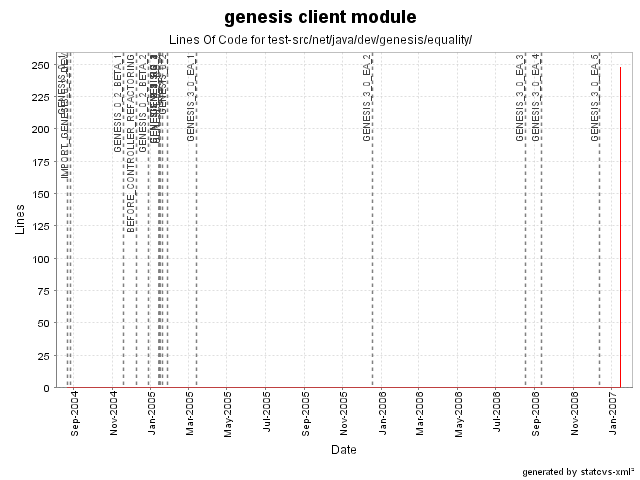 genesis client module
Lines Of Code for test-src/net/java/dev/genesis/equality/
Lines
250
225
200
175
150
125
100
75
50
25
0
GENESIS_0_2_BETA_1
BEFORE_CONTROLLER_REFACTORING
GENESIS_0_2_BETA_2
GENESIS_3_0_EA_1
GENESIS_3_0_EA_2
GENESIS_3_0_EA_3
GENESIS_3_0_EA_4
GENESIS_3_0_EA_5
Sep-2004
Nov-2004
Jan-2005
Mar-2005
May-2005
Jul-2005
Sep-2005
Nov-2005
Jan-2006
Mar-2006
May-2006
Jul-2006
Sep-2006
Nov-2006
Jan-2007
Date
generated by statcvs-xml²